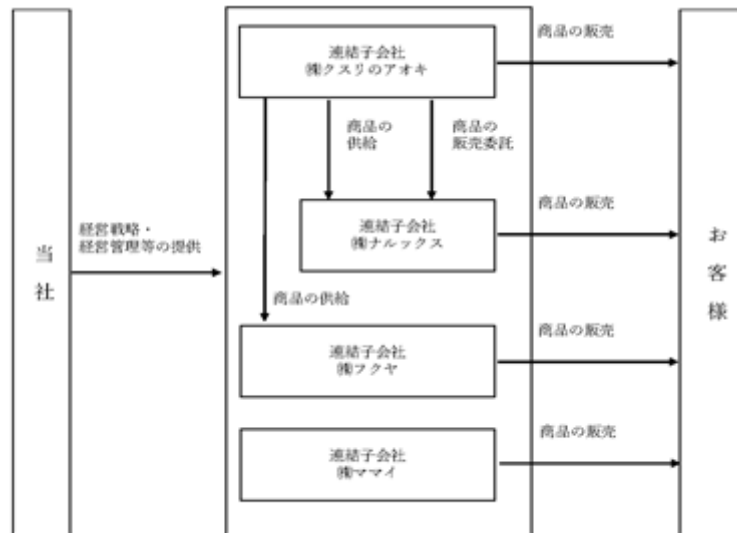 当社
経営戦略・
経営管理等の提供
連結子会社
㈱クスリのアオキ
商品の販売
商品の
供給
商品の
販売委託
連結子会社
㈱ナルックス
商品の販売
商品の供給
連結子会社
㈱フクヤ
商品の販売
連結子会社
㈱ママイ
商品の販売
お客様